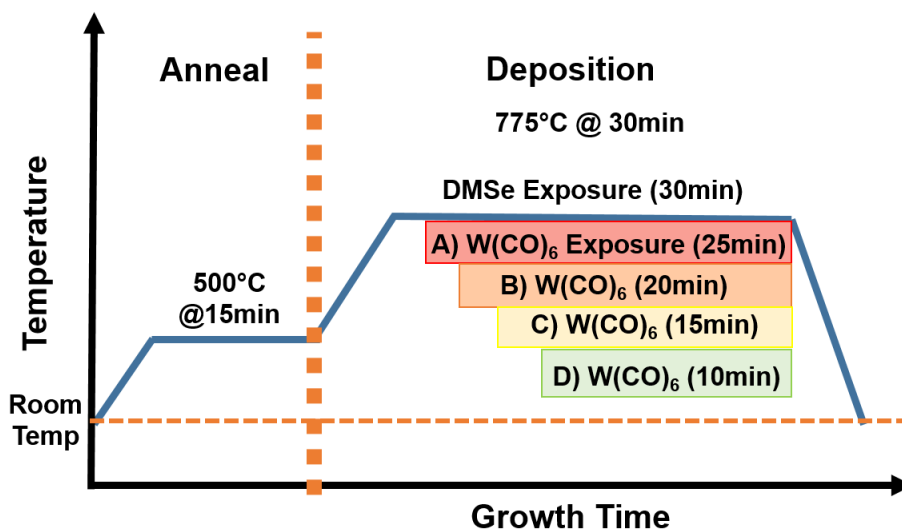 Anneal
Deposition
775°C @ 30min
DMSe Exposure (30min)
A) W(CO)₆ Exposure (25min)
B) W(CO)₆ (20min)
C) W(CO)₆ (15min)
D) W(CO)₆ (10min)
500°C
@15min
Temperature
Room
Temp
Growth Time